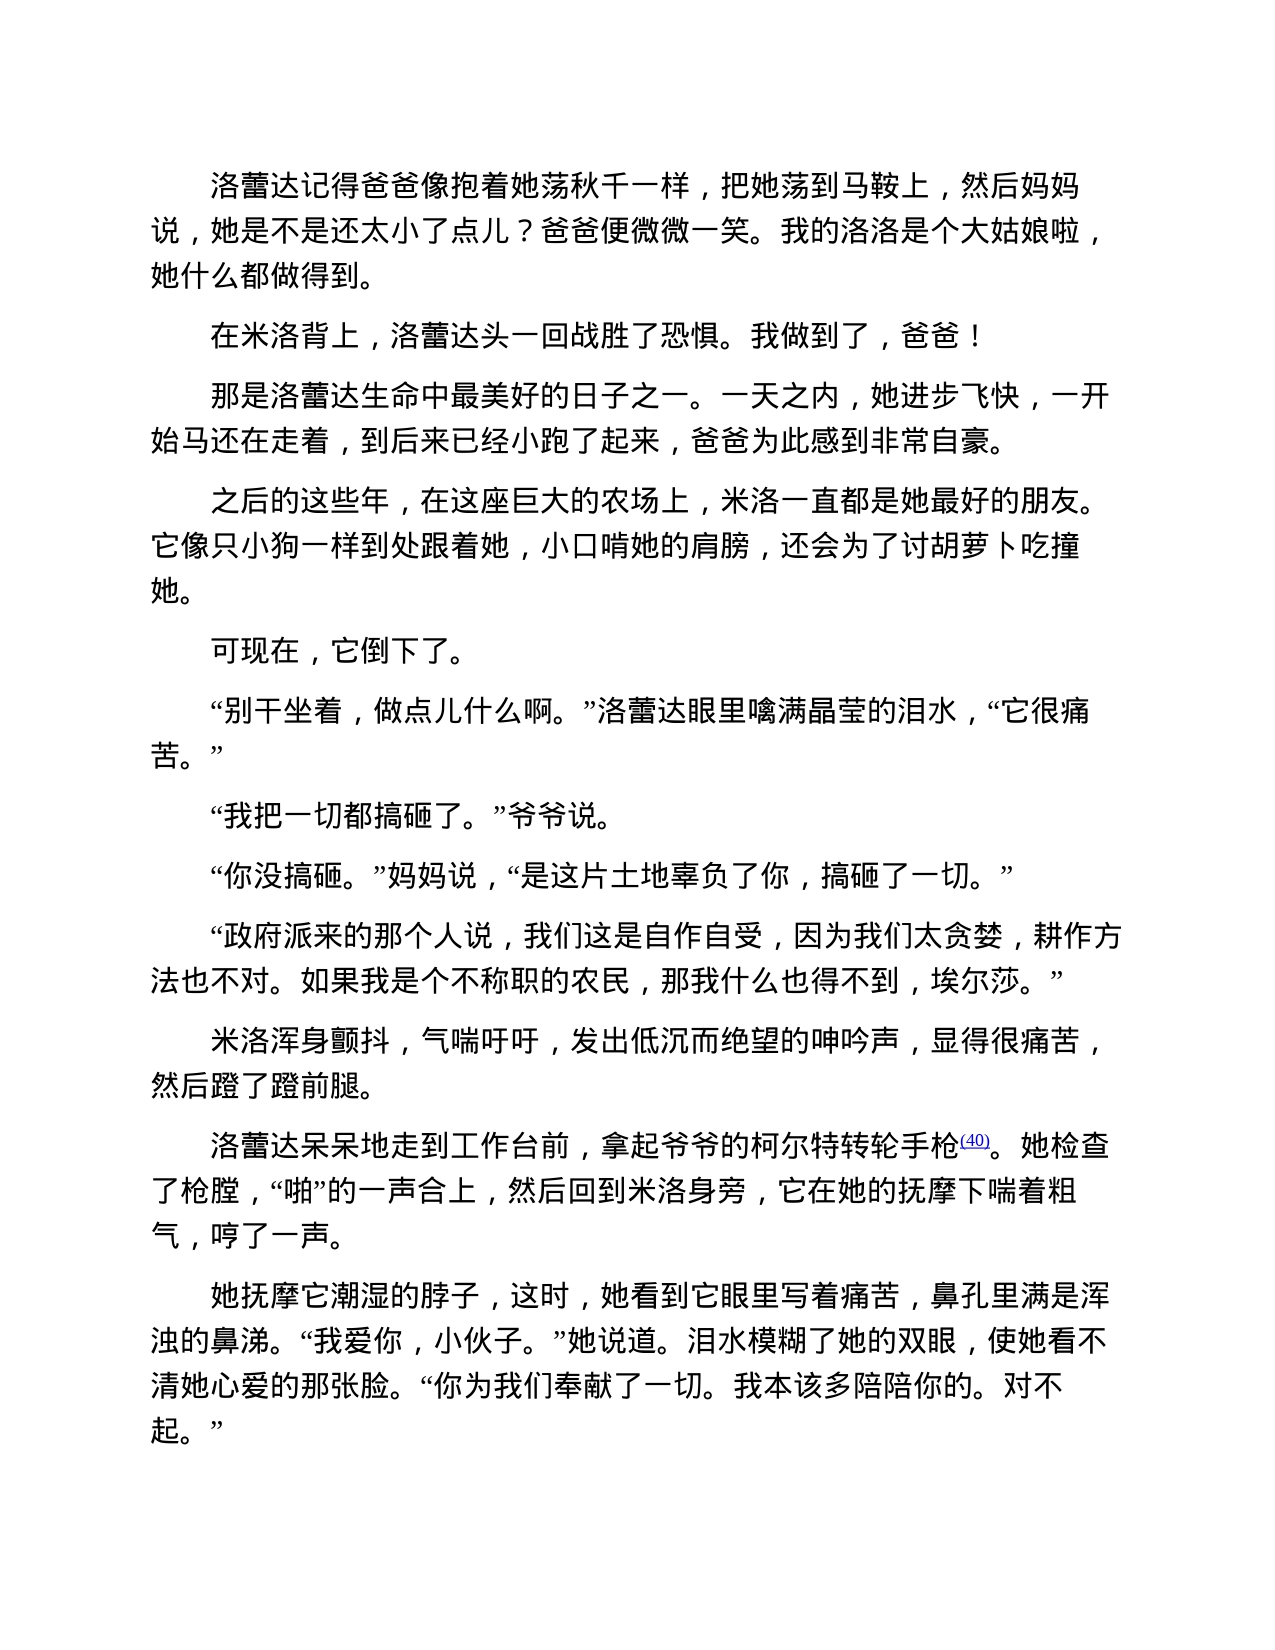 洛蕾达记得爸爸像抱着她荡秋千一样，把她荡到马鞍上，然后妈妈
说，她是不是还太小了点儿？爸爸便微微一笑。我的洛洛是个大姑娘啦，
她什么都做得到。
在米洛背上，洛蕾达头一回战胜了恐惧。我做到了，爸爸！
那是洛蕾达生命中最美好的日子之一。一天之内，她进步飞快，一开
始马还在走着，到后来已经小跑了起来，爸爸为此感到非常自豪。
之后的这些年，在这座巨大的农场上，米洛一直都是她最好的朋友。
它像只小狗一样到处跟着她，小口啃她的肩膀，还会为了讨胡萝卜吃撞
她。
可现在，它倒下了。
“别干坐着，做点儿什么啊。”洛蕾达眼里噙满晶莹的泪水，“它很痛
苦。”
“我把一切都搞砸了。”爷爷说。
“你没搞砸。”妈妈说，“是这片土地辜负了你，搞砸了一切。”
“政府派来的那个人说，我们这是自作自受，因为我们太贪婪，耕作方
法也不对。如果我是个不称职的农民，那我什么也得不到，埃尔莎。”
米洛浑身颤抖，气喘吁吁，发出低沉而绝望的呻吟声，显得很痛苦，
然后蹬了蹬前腿。
洛蕾达呆呆地走到工作台前，拿起爷爷的柯尔特转轮手枪(40)。她检查
了枪膛，“啪”的一声合上，然后回到米洛身旁，它在她的抚摩下喘着粗
气，哼了一声。
她抚摩它潮湿的脖子，这时，她看到它眼里写着痛苦，鼻孔里满是浑
浊的鼻涕。“我爱你，小伙子。”她说道。泪水模糊了她的双眼，使她看不
清她心爱的那张脸。“你为我们奉献了一切。我本该多陪陪你的。对不
起。”